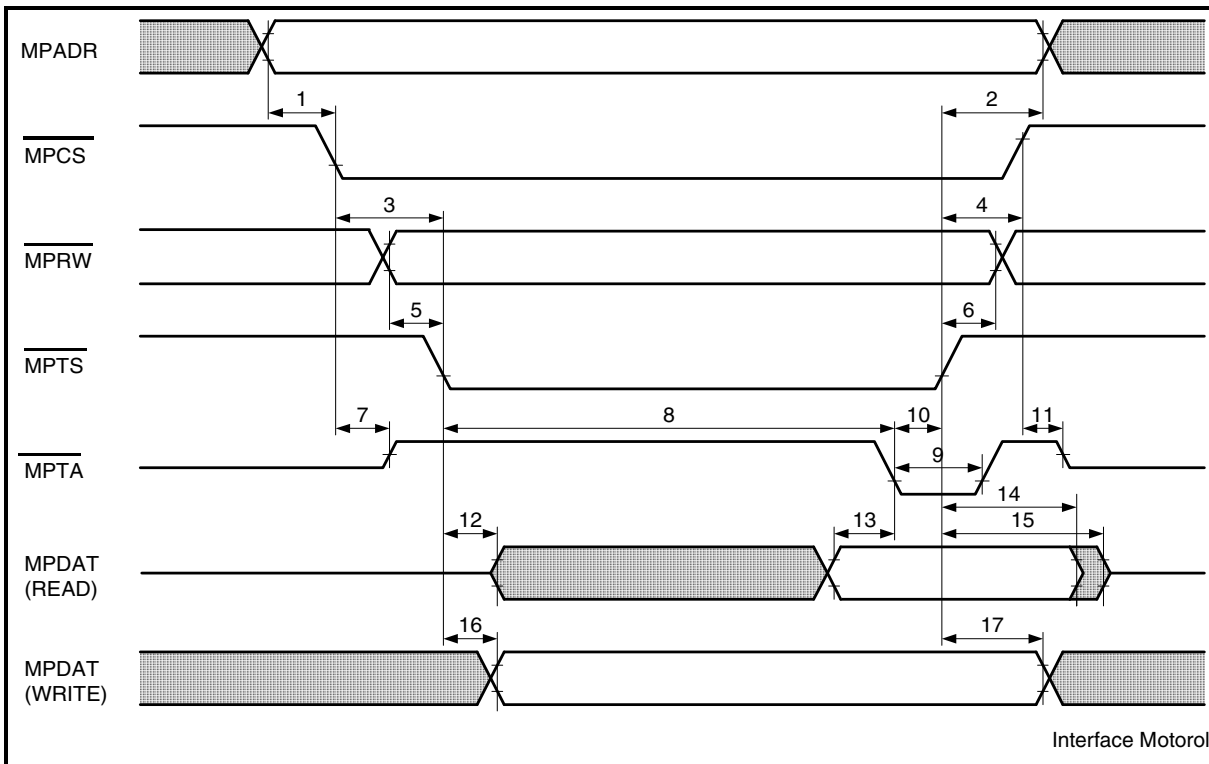 MPADR
1
2
MPCS
3
4
MPRW
5
6
MPTS
7
8
10
11
MPTA
9
14
12
13
15
MPDAT
(READ)
16
17
MPDAT
(WRITE)
Interface Motorol